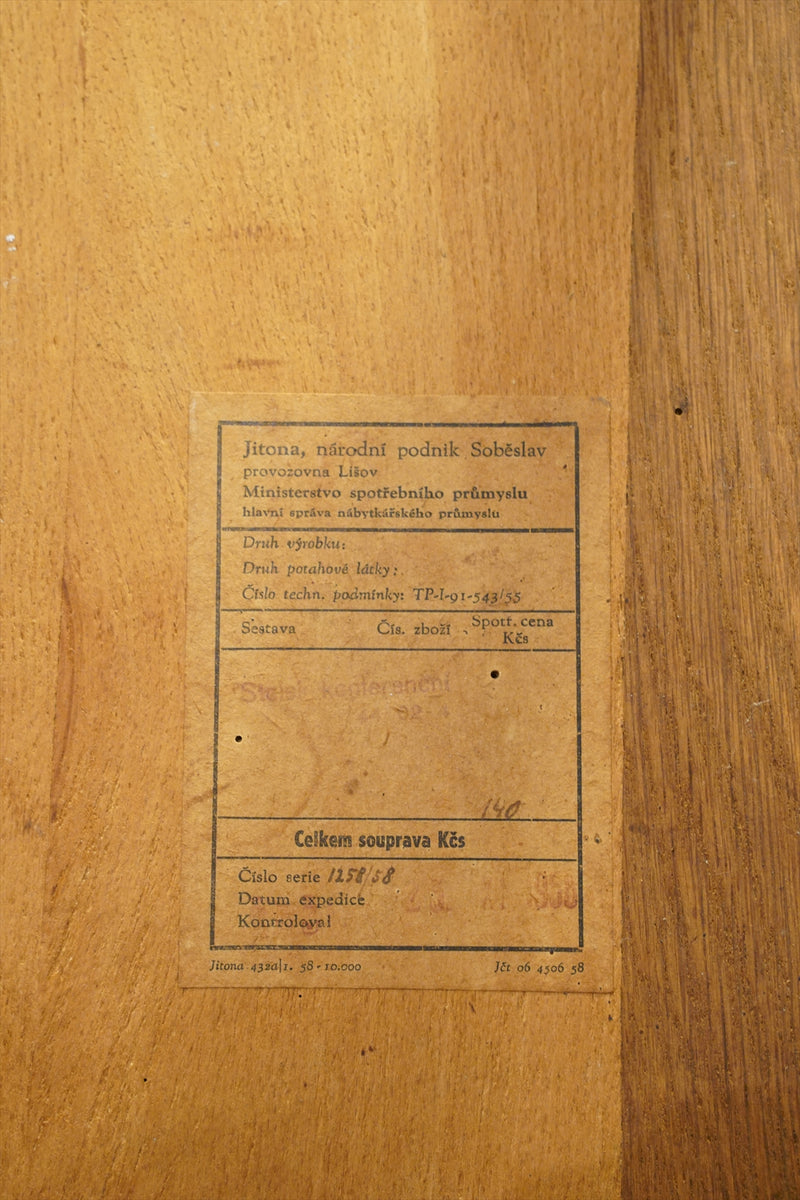 Jitona, národní podnik Soběslav
provozovna Lišov
Ministerstvo spotřebního průmyslu
hlavní správa nábytkářského průmyslu
Druh výrobku:
Druh potahové látky:
Číslo techn. podmínky: TP-I-91-543/55
Sestava Čís. zboží Spotř. cena
Kčs
Stolek konferenční
140
Celkem souprava Kčs
Číslo serie 1258/58
Datum expedice
Kontroloval
Jitona 432a|1. 58 - 10.000 Jčt 06 4506 58